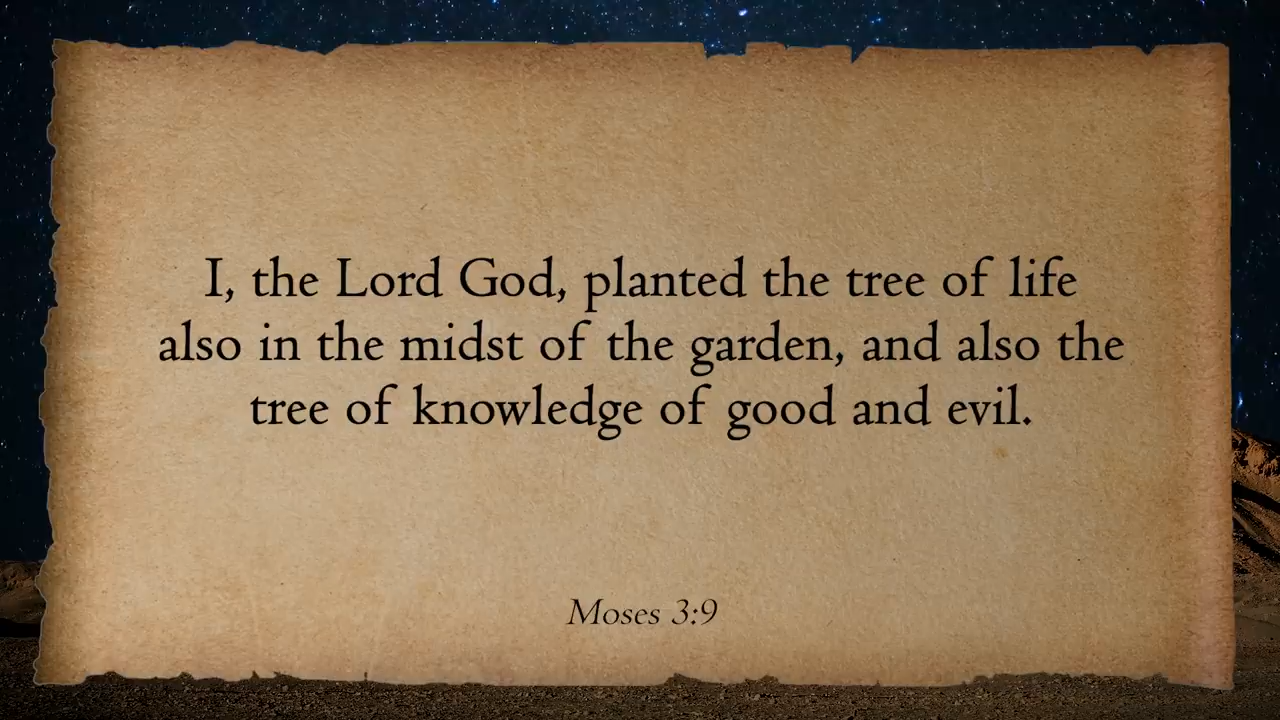 I, the Lord God, planted the tree of life
also in the midst of the garden, and also the
tree of knowledge of good and evil.
Moses 3:9